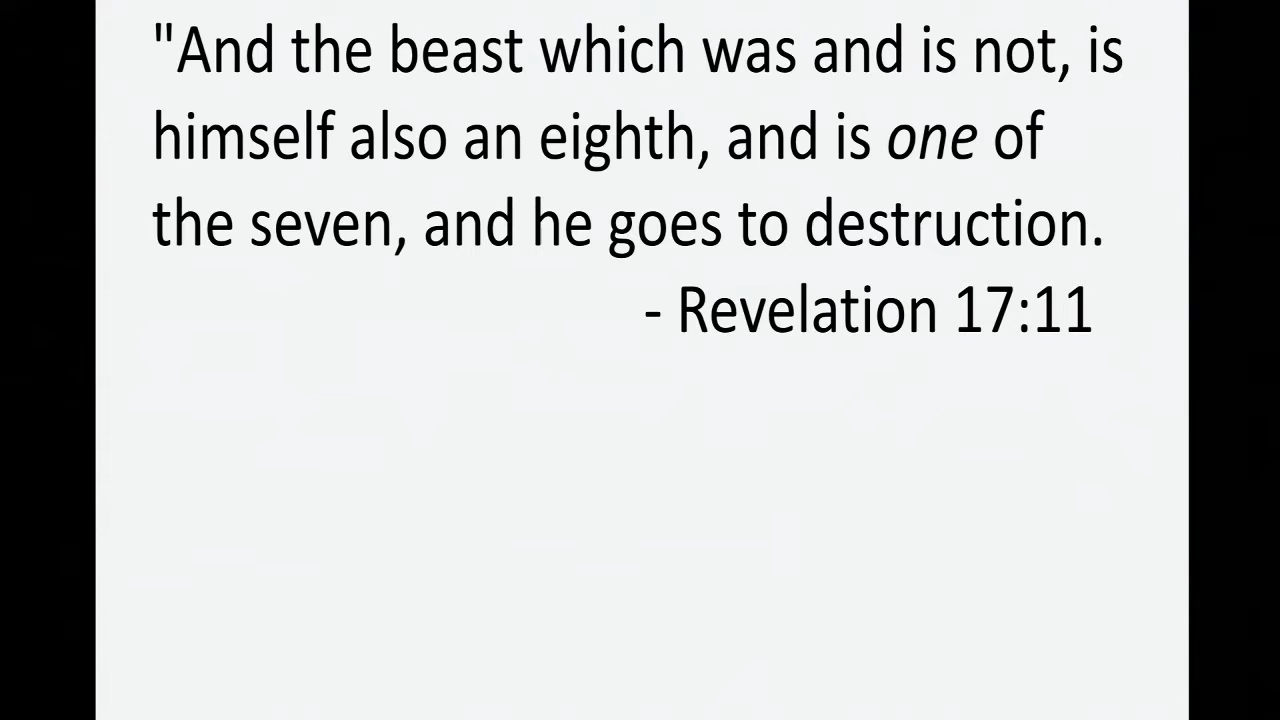 "And the beast which was and is not, is
himself also an eighth, and is one of
the seven, and he goes to destruction.
- Revelation 17:11